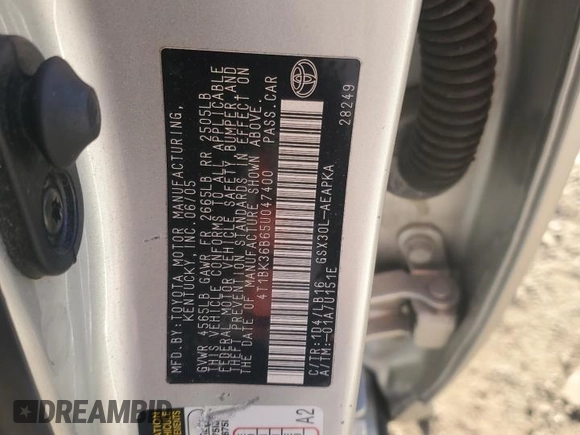 MFD.BY:TOYOTA MOTOR MANUFACTURING,
KENTUCKY, INC. 06/05
GVWR 4565LB GAWR FR 2665LB RR 2505LB
THIS VEHICLE CONFORMS TO ALL APPLICABLE
FEDERAL MOTOR VEHICLE SAFETY, BUMPER, AND
THEFT PREVENTION STANDARDS IN EFFECT ON
THE DATE OF MANUFACTURE SHOWN ABOVE.
4T1BK36B65U047400 PASS.CAR
C/TR:1D4/LB16 GSX30L-AEAPKA
A/TM:-01A/U151E 28249
A2
DREAMBID